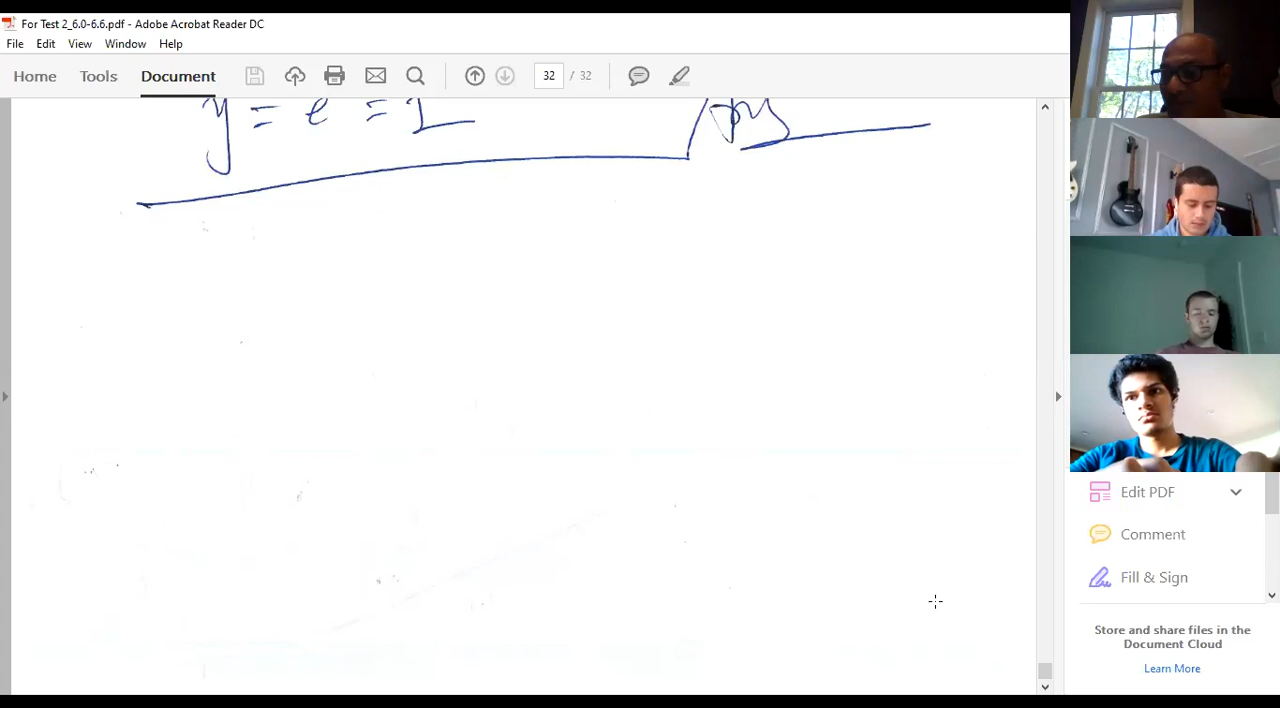 For Test 2_6.0-6.6.pdf - Adobe Acrobat Reader DC
File Edit View Window Help
Home Tools Document 32 / 32
y = e = 1
Edit PDF
Comment
Fill & Sign
Store and share files in the
Document Cloud
Learn More